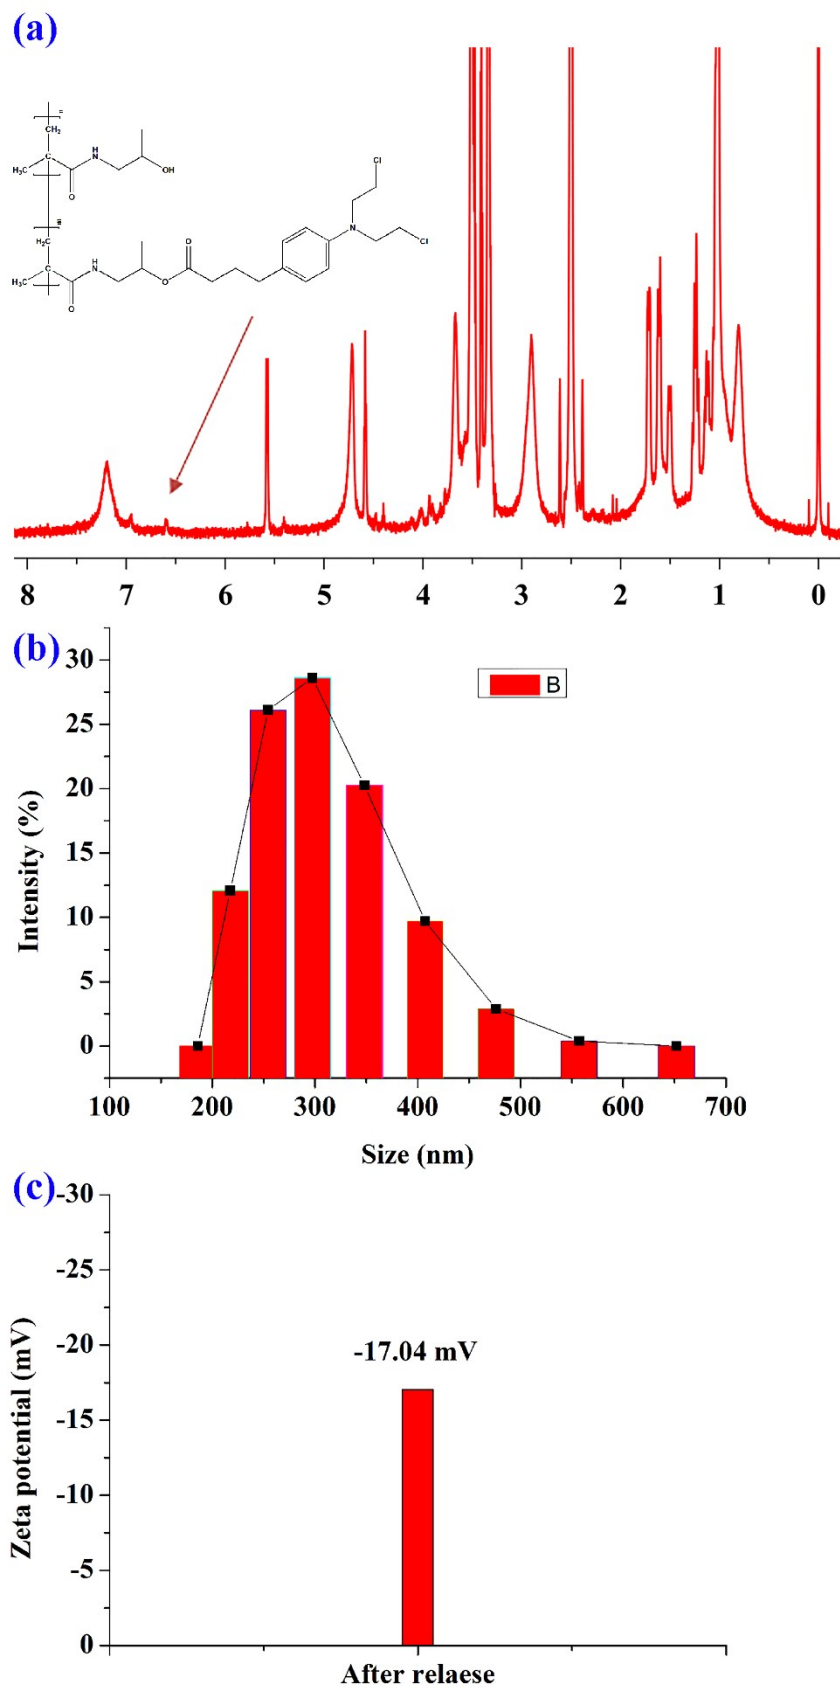 (a)
CH₂
H₃C
C
O
H
N
OH
H₂C
H₃C
C
O
H
N
O
O
N
Cl
Cl
8 7 6 5 4 3 2 1 0
(b)
30
25
20
15
10
5
0
Intensity (%)
B
100 200 300 400 500 600 700
Size (nm)
(c)
-30
-25
-20
-15
-10
-5
0
Zeta potential (mV)
-17.04 mV
After relaese